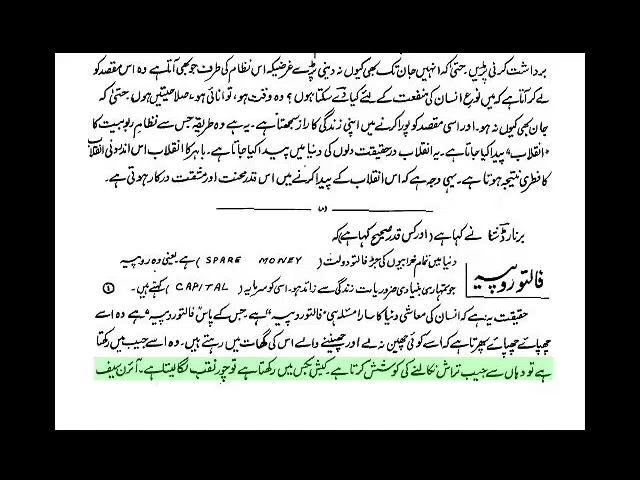 برداشت کرنی پڑیں حتیٰ کہ انہیں جان تک بھی کیوں نہ دینی پڑے غرضیکہ اس نظام کی طرف جو بھی آتا ہے وہ اس مقصد کو
لے کر آتا ہے کہ میں نوع انسان کی منفعت کے لئے کیا دے سکتا ہوں؟ وہ وقت ہو، توانائی ہو، صلاحیتیں ہوں حتیٰ کہ
جان بھی کیوں نہ ہو۔ اور اسی مقصد کو پورا کرنے میں اپنی زندگی کا راز سمجھتا ہے۔ یہ ہے وہ طریقہ جس سے نظامِ ربوبیت کا
"انقلاب" پیدا کیا جاتا ہے۔ یہ انقلاب درحقیقت دلوں کی دنیا میں پیدا کیا جاتا ہے۔ باہر کا انقلاب اس اندرونی انقلاب
کا فطری نتیجہ ہوتا ہے۔ یہی وجہ ہے کہ اس انقلاب کے پیدا کرنے میں اس قدر محنت اور مشقت درکار ہوتی ہے۔
برنارڈ شا نے کہا ہے (اور کس قدر صحیح کہا ہے) کہ
فالتو روپیہ
دنیا میں تمام خرابیوں کی جڑ فالتو دولت (SPARE MONEY) ہے۔ یعنی وہ روپیہ
جو تمہاری بنیادی ضروریات زندگی سے زائد ہو۔ اسی کو سرمایہ (CAPITAL) کہتے ہیں۔ ①
حقیقت یہ ہے کہ انسان کی معاشی دنیا کا سارا مسئلہ ہی "فالتو روپیہ" ہے۔ جس کے پاس "فالتو روپیہ" ہے وہ اسے
چھپائے چھپائے پھرتا ہے کہ اسے کوئی چھین نہ لے اور چھیننے والے اس کی گھات میں رہتے ہیں۔ وہ اسے جیب میں رکھتا
ہے تو وہاں سے جیب تراش نکالنے کی کوشش کرتا ہے۔ کیش بکس میں رکھتا ہے تو چور نقب لگا لیتا ہے۔ آئرن سیف